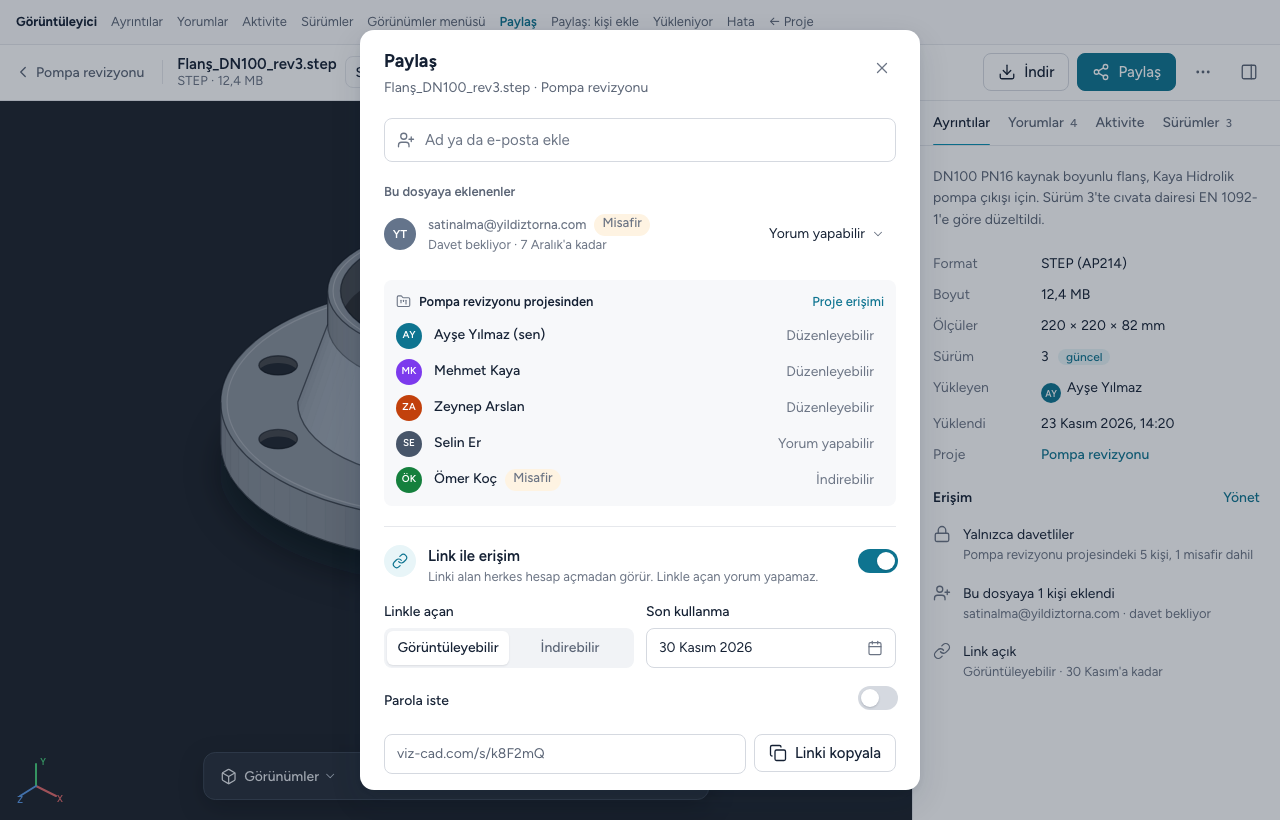 Görüntüleyici Ayrıntılar Yorumlar Aktivite Sürümler Görünümler menüsü Paylaş Paylaş: kişi ekle Yükleniyor Hata ← Proje
Pompa revizyonu
Flanş_DN100_rev3.step
STEP · 12,4 MB
İndir
Paylaş
Paylaş
Flanş_DN100_rev3.step · Pompa revizyonu
Ad ya da e-posta ekle
Bu dosyaya eklenenler
YT
satinalma@yildiztorna.com Misafir
Davet bekliyor · 7 Aralık'a kadar
Yorum yapabilir
Pompa revizyonu projesinden
Proje erişimi
AY Ayşe Yılmaz (sen) Düzenleyebilir
MK Mehmet Kaya Düzenleyebilir
ZA Zeynep Arslan Düzenleyebilir
SE Selin Er Yorum yapabilir
ÖK Ömer Koç Misafir İndirebilir
Link ile erişim
Linki alan herkes hesap açmadan görür. Linkle açan yorum yapamaz.
Linkle açan
Son kullanma
Görüntüleyebilir İndirebilir
30 Kasım 2026
Parola iste
viz-cad.com/s/k8F2mQ
Linki kopyala
Görünümler
Y
Z
X
Ayrıntılar Yorumlar 4 Aktivite Sürümler 3
DN100 PN16 kaynak boyunlu flanş, Kaya Hidrolik
pompa çıkışı için. Sürüm 3'te cıvata dairesi EN 1092-
1'e göre düzeltildi.
Format STEP (AP214)
Boyut 12,4 MB
Ölçüler 220 × 220 × 82 mm
Sürüm 3 güncel
Yükleyen AY Ayşe Yılmaz
Yüklendi 23 Kasım 2026, 14:20
Proje Pompa revizyonu
Erişim Yönet
Yalnızca davetliler
Pompa revizyonu projesindeki 5 kişi, 1 misafir dahil
Bu dosyaya 1 kişi eklendi
satinalma@yildiztorna.com · davet bekliyor
Link açık
Görüntüleyebilir · 30 Kasım'a kadar